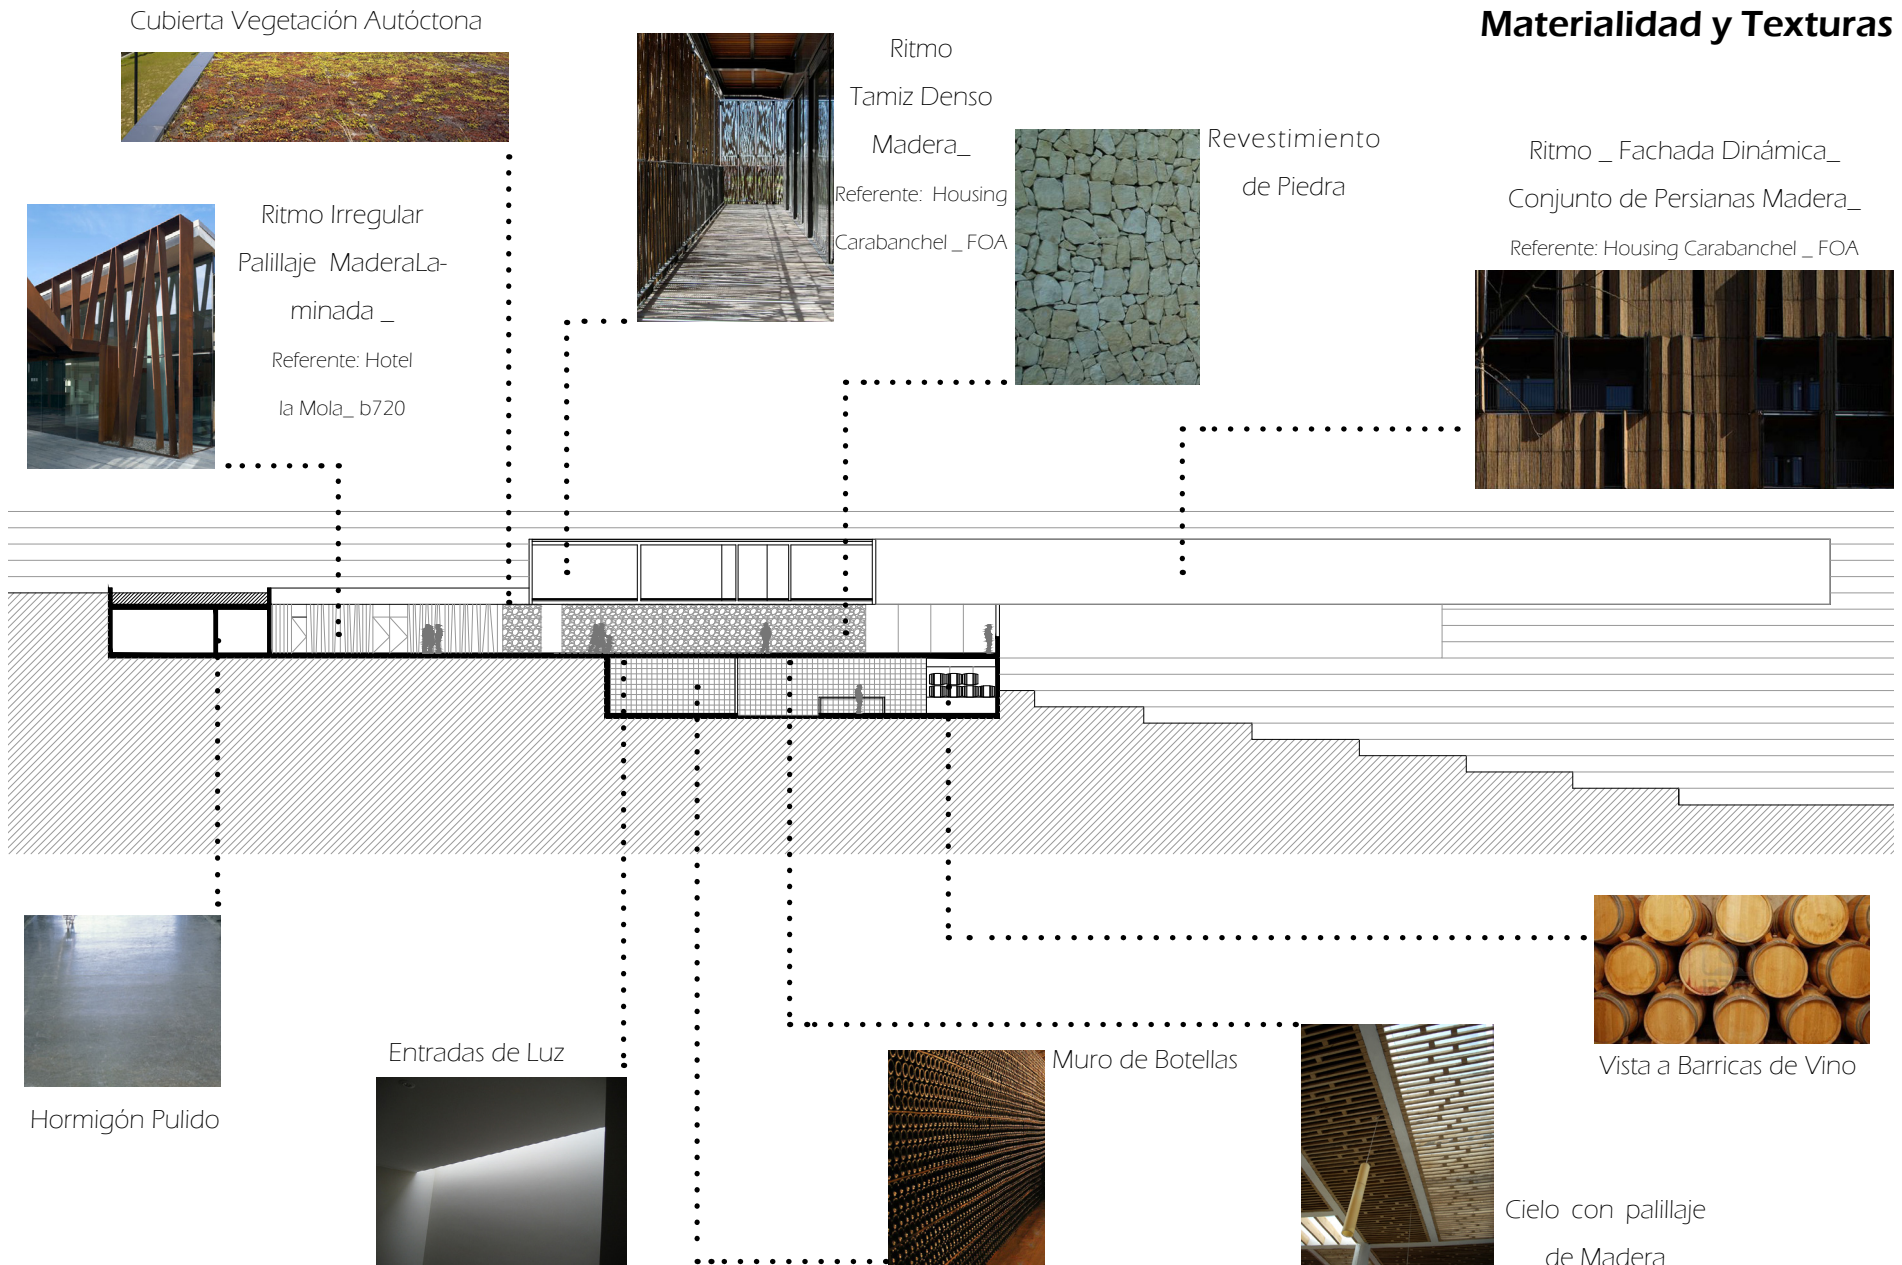 Materialidad y Texturas
Cubierta Vegetación Autóctona
Ritmo
Tamiz Denso
Madera_
Referente: Housing
Carabanchel _ FOA
Revestimiento
de Piedra
Ritmo _ Fachada Dinámica_
Conjunto de Persianas Madera_
Referente: Housing Carabanchel _ FOA
Ritmo Irregular
Palillaje MaderaLa-
minada _
Referente: Hotel
la Mola_ b720
Hormigón Pulido
Entradas de Luz
Muro de Botellas
Vista a Barricas de Vino
Cielo con palillaje
de Madera